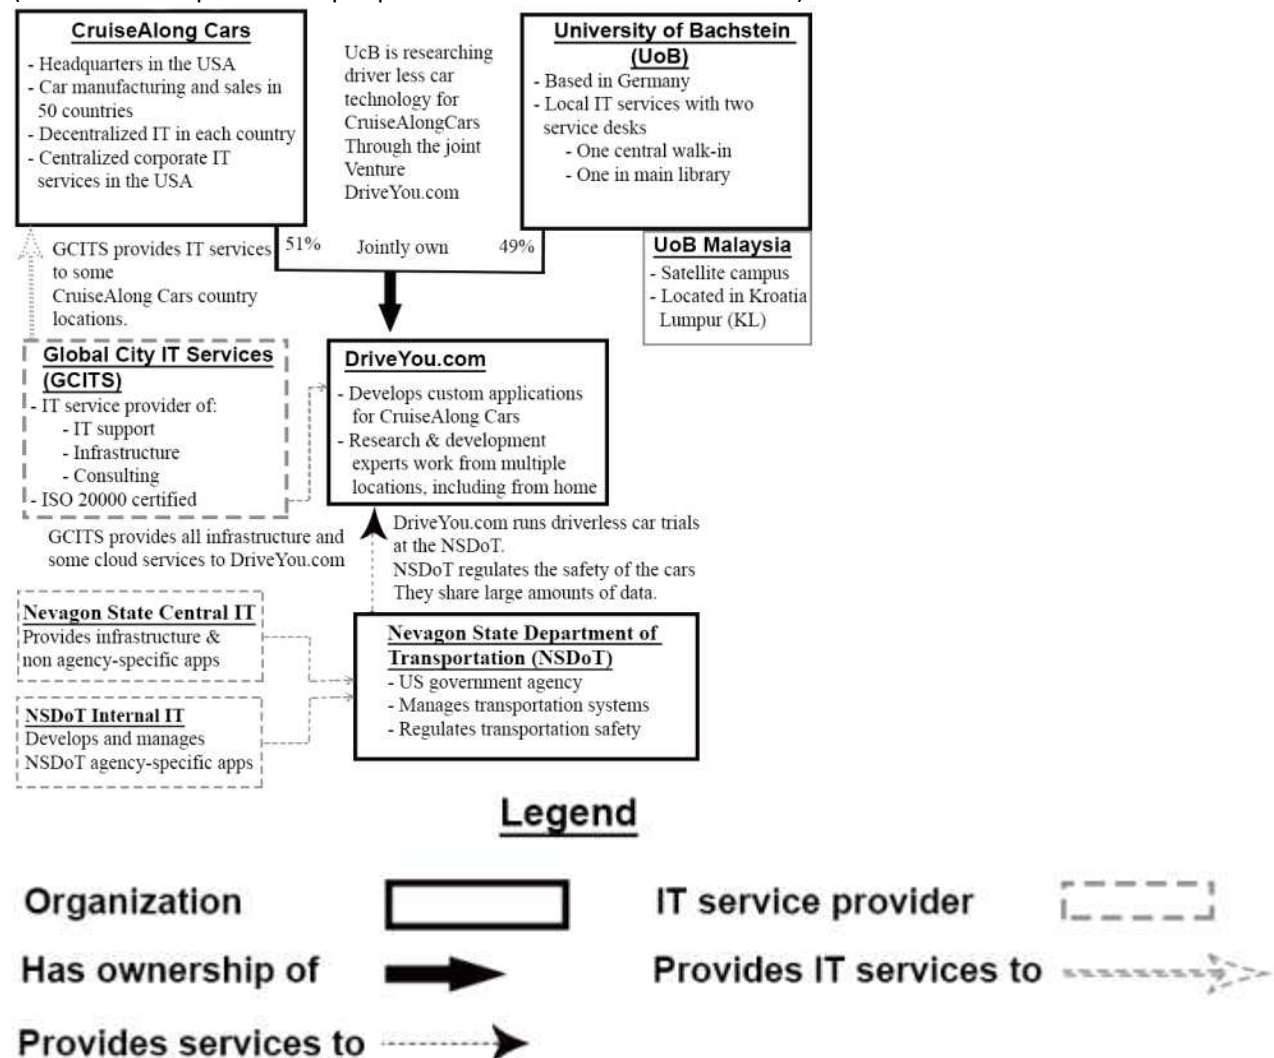 CruiseAlong Cars
- Headquarters in the USA
- Car manufacturing and sales in
50 countries
- Decentralized IT in each country
- Centralized corporate IT
services in the USA
UcB is researching
driver less car
technology for
CruiseAlongCars
Through the joint
Venture
DriveYou.com
University of Bachstein
(UoB)
- Based in Germany
- Local IT services with two
service desks
- One central walk-in
- One in main library
51% Jointly own 49%
UoB Malaysia
- Satellite campus
- Located in Kroatia
Lumpur (KL)
GCITS provides IT services
to some
CruiseAlong Cars country
locations.
Global City IT Services
(GCITS)
- IT service provider of:
- IT support
- Infrastructure
- Consulting
- ISO 20000 certified
DriveYou.com
- Develops custom applications
for CruiseAlong Cars
- Research & development
experts work from multiple
locations, including from home
GCITS provides all infrastructure and
some cloud services to DriveYou.com
DriveYou.com runs driverless car trials
at the NSDoT.
NSDoT regulates the safety of the cars
They share large amounts of data.
Nevagon State Central IT
Provides infrastructure &
non agency-specific apps
NSDoT Internal IT
Develops and manages
NSDoT agency-specific apps
Nevagon State Department of
Transportation (NSDoT)
- US government agency
- Manages transportation systems
- Regulates transportation safety
Legend
Organization
IT service provider
Has ownership of
Provides IT services to
Provides services to